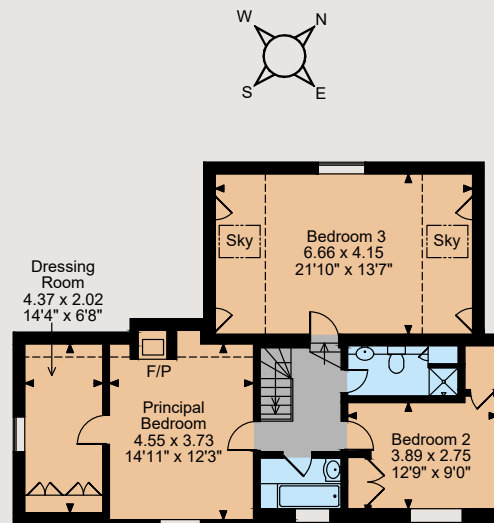 W
N
S
E
Sky
Bedroom 3
6.66 x 4.15
21'10" x 13'7"
Sky
Dressing
Room
4.37 x 2.02
14'4" x 6'8"
F/P
Principal
Bedroom
4.55 x 3.73
14'11" x 12'3"
Bedroom 2
3.89 x 2.75
12'9" x 9'0"